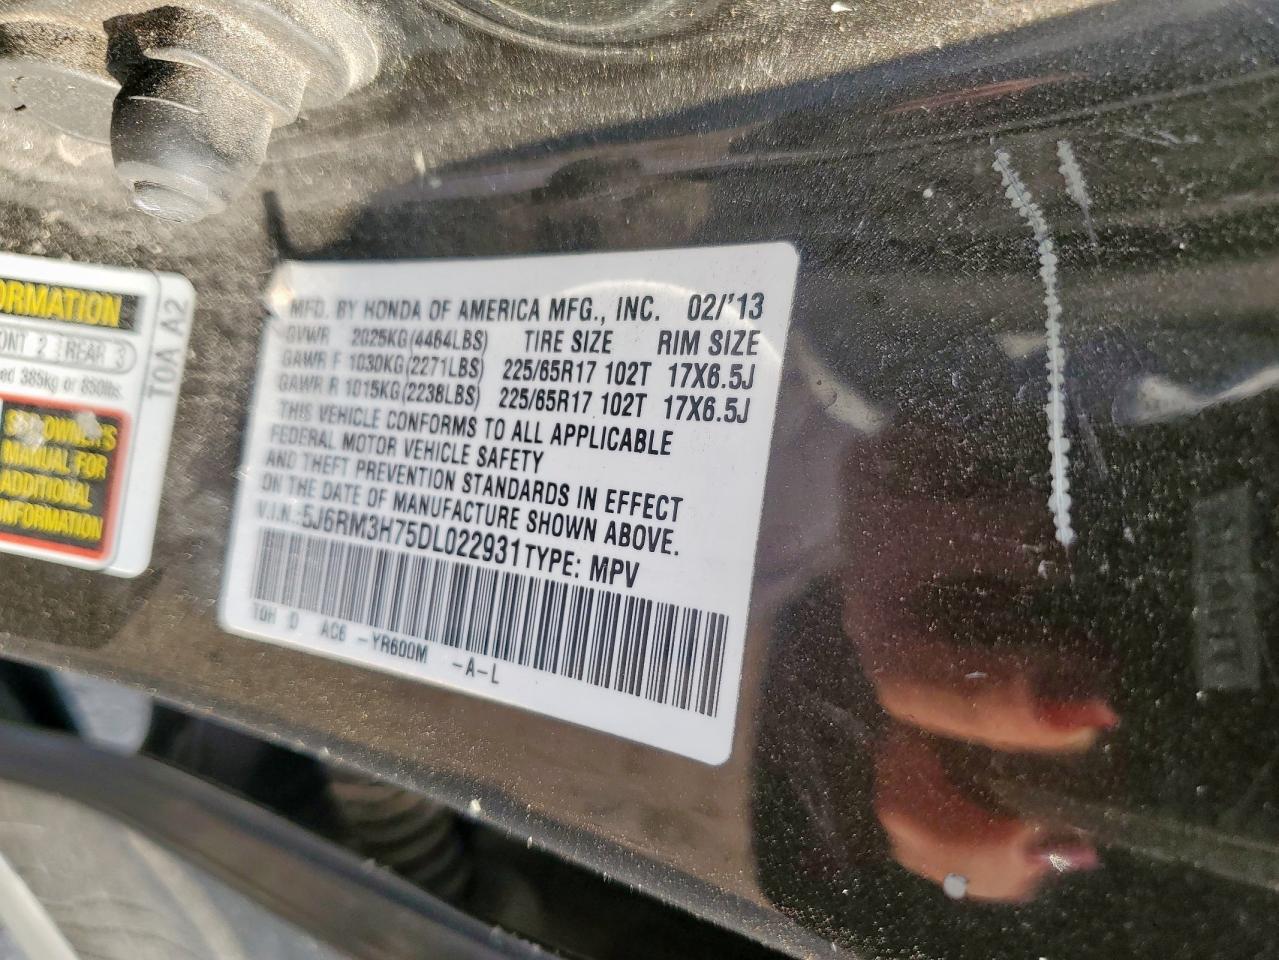 MFD. BY HONDA OF AMERICA MFG., INC. 02/'13
GVWR 2025KG(4464LBS) TIRE SIZE RIM SIZE
GAWR F 1030KG(2271LBS) 225/65R17 102T 17X6.5J
GAWR R 1015KG(2238LBS) 225/65R17 102T 17X6.5J
THIS VEHICLE CONFORMS TO ALL APPLICABLE
FEDERAL MOTOR VEHICLE SAFETY
AND THEFT PREVENTION STANDARDS IN EFFECT
ON THE DATE OF MANUFACTURE SHOWN ABOVE.
V.I.N.:5J6RM3H75DL022931 TYPE: MPV
AC6 -YR600M -A-L
ORMATION
ONT 2 REAR 3
ed 385kg or 850lbs.
SEE OWNER'S
MANUAL FOR
ADDITIONAL
INFORMATION
T0A A2